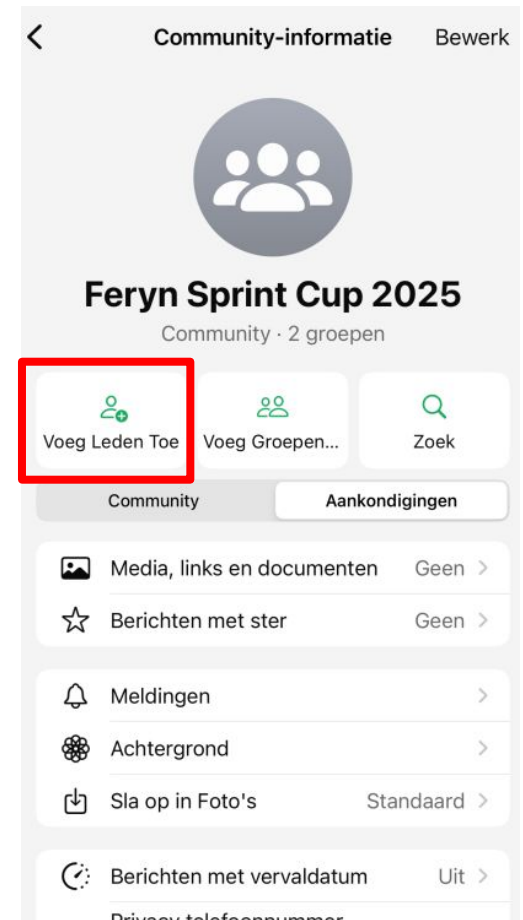 Community-informatie Bewerk
Feryn Sprint Cup 2025
Community · 2 groepen
Voeg Leden Toe Voeg Groepen... Zoek
Community Aankondigingen
Media, links en documenten Geen
Berichten met ster Geen
Meldingen
Achtergrond
Sla op in Foto's Standaard
Berichten met vervaldatum Uit
Privacy telefoonnummer